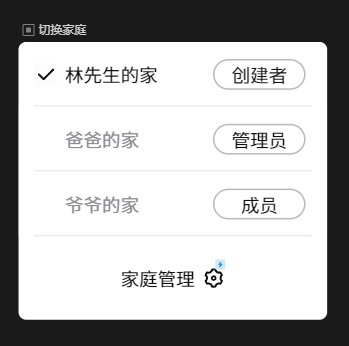 切换家庭
林先生的家 创建者
爸爸的家 管理员
爷爷的家 成员
家庭管理